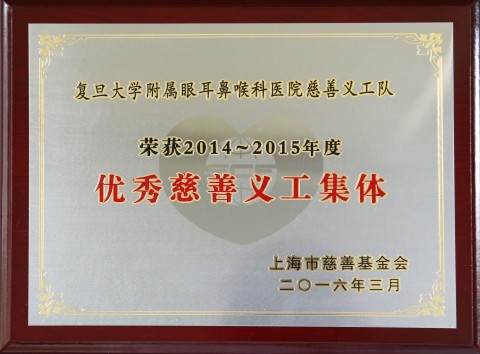 复旦大学附属眼耳鼻喉科医院慈善义工队
荣获2014~2015年度
优秀慈善义工集体
上海市慈善基金会
二〇一六年三月